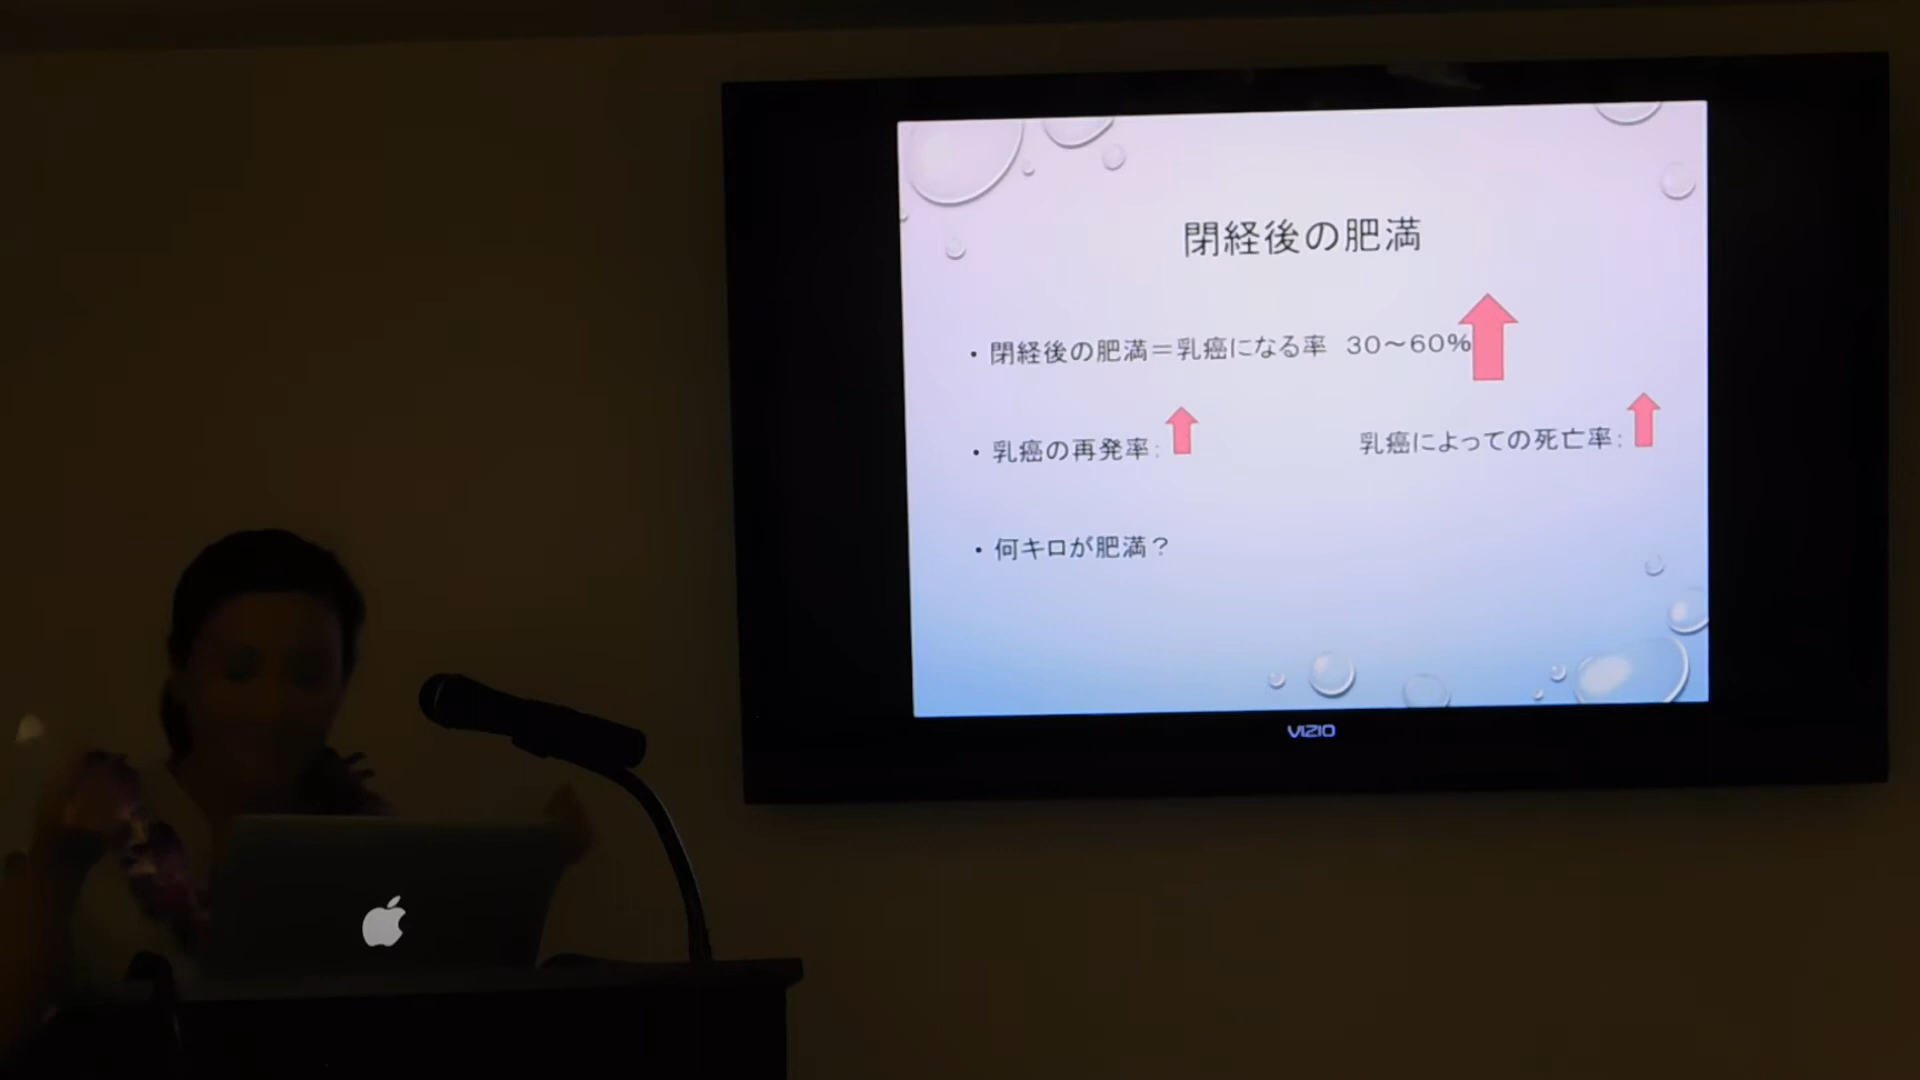 閉経後の肥満
・閉経後の肥満＝乳癌になる率 30～60%
・乳癌の再発率: 乳癌によっての死亡率:
・何キロが肥満？
VIZIO